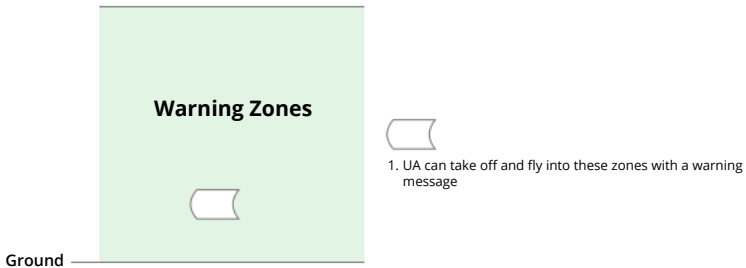 Warning Zones
1. UA can take off and fly into these zones with a warning
message
Ground